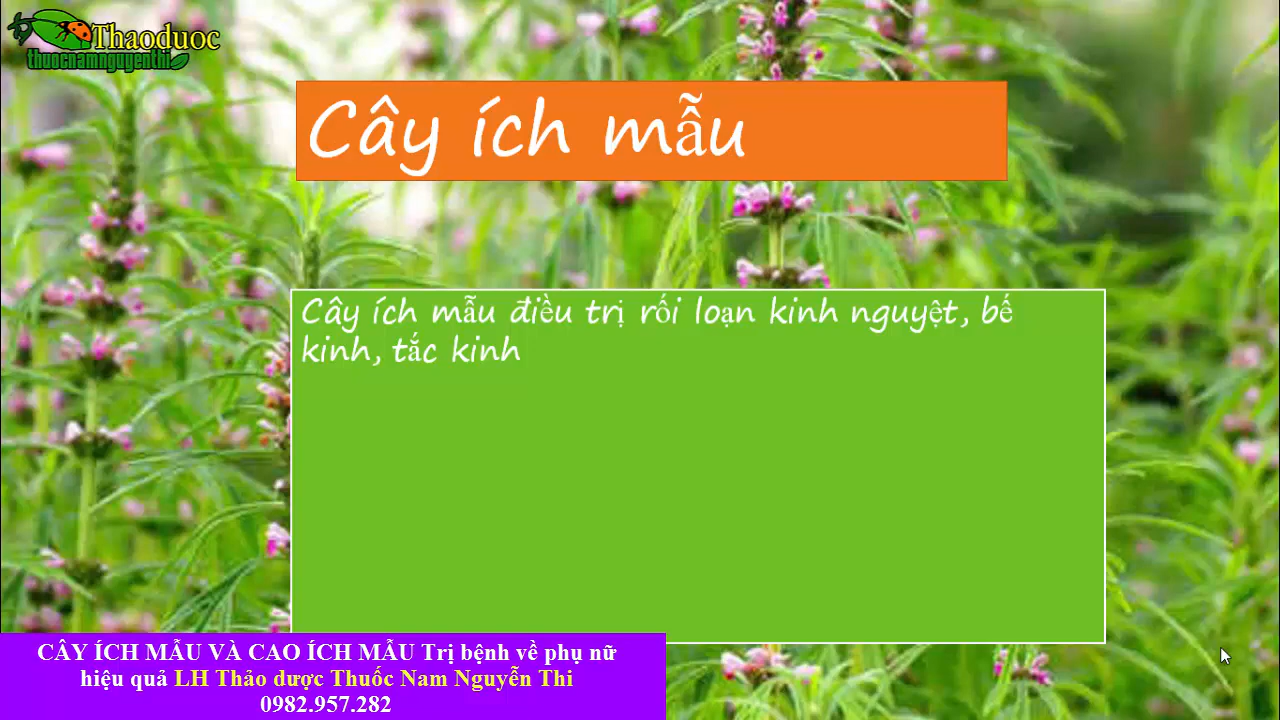 Thaoduoc
thuocnamnguyenthi
Cây ích mẫu
Cây ích mẫu điều trị rối loạn kinh nguyệt, bế
kinh, tắc kinh
CÂY ÍCH MẪU VÀ CAO ÍCH MẪU Trị bệnh về phụ nữ
hiệu quả LH Thảo dược Thuốc Nam Nguyễn Thi
0982.957.282